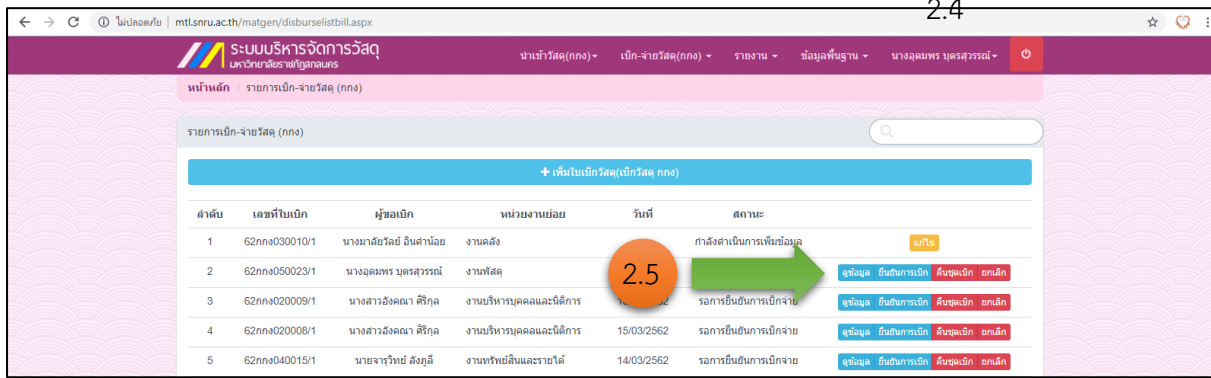 2.4
ไม่ปลอดภัย | mtl.snru.ac.th/matgen/disburselistbill.aspx
ระบบบริหารจัดการวัสดุ
มหาวิทยาลัยราชภัฏสกลนคร
นำเข้าวัสดุ(กกง) เบิก-จ่ายวัสดุ(กกง) รายงาน ข้อมูลพื้นฐาน นางอุดมพร บุตรสุวรรณ์
หน้าหลัก / รายการเบิก-จ่ายวัสดุ (กกง)
รายการเบิก-จ่ายวัสดุ (กกง)
+ เพิ่มใบเบิกวัสดุ(เบิกวัสดุ กกง)
ลำดับ เลขที่ใบเบิก ผู้ขอเบิก หน่วยงานย่อย วันที่ สถานะ
1 62กกง030010/1 นางมาลัยวัลย์ อินคำน้อย งานคลัง กำลังดำเนินการเพิ่มข้อมูล แก้ไข
2 62กกง050023/1 นางอุดมพร บุตรสุวรรณ์ งานพัสดุ 2.5 ดูข้อมูล ยืนยันการเบิก คืนชุดเบิก ยกเลิก
3 62กกง020009/1 นางสาวอังคณา ศิริกุล งานบริหารบุคคลและนิติการ รอการยืนยันการเบิกจ่าย ดูข้อมูล ยืนยันการเบิก คืนชุดเบิก ยกเลิก
4 62กกง020008/1 นางสาวอังคณา ศิริกุล งานบริหารบุคคลและนิติการ 15/03/2562 รอการยืนยันการเบิกจ่าย ดูข้อมูล ยืนยันการเบิก คืนชุดเบิก ยกเลิก
5 62กกง040015/1 นายจารุวิทย์ ลังภูลี งานทรัพย์สินและรายได้ 14/03/2562 รอการยืนยันการเบิกจ่าย ดูข้อมูล ยืนยันการเบิก คืนชุดเบิก ยกเลิก